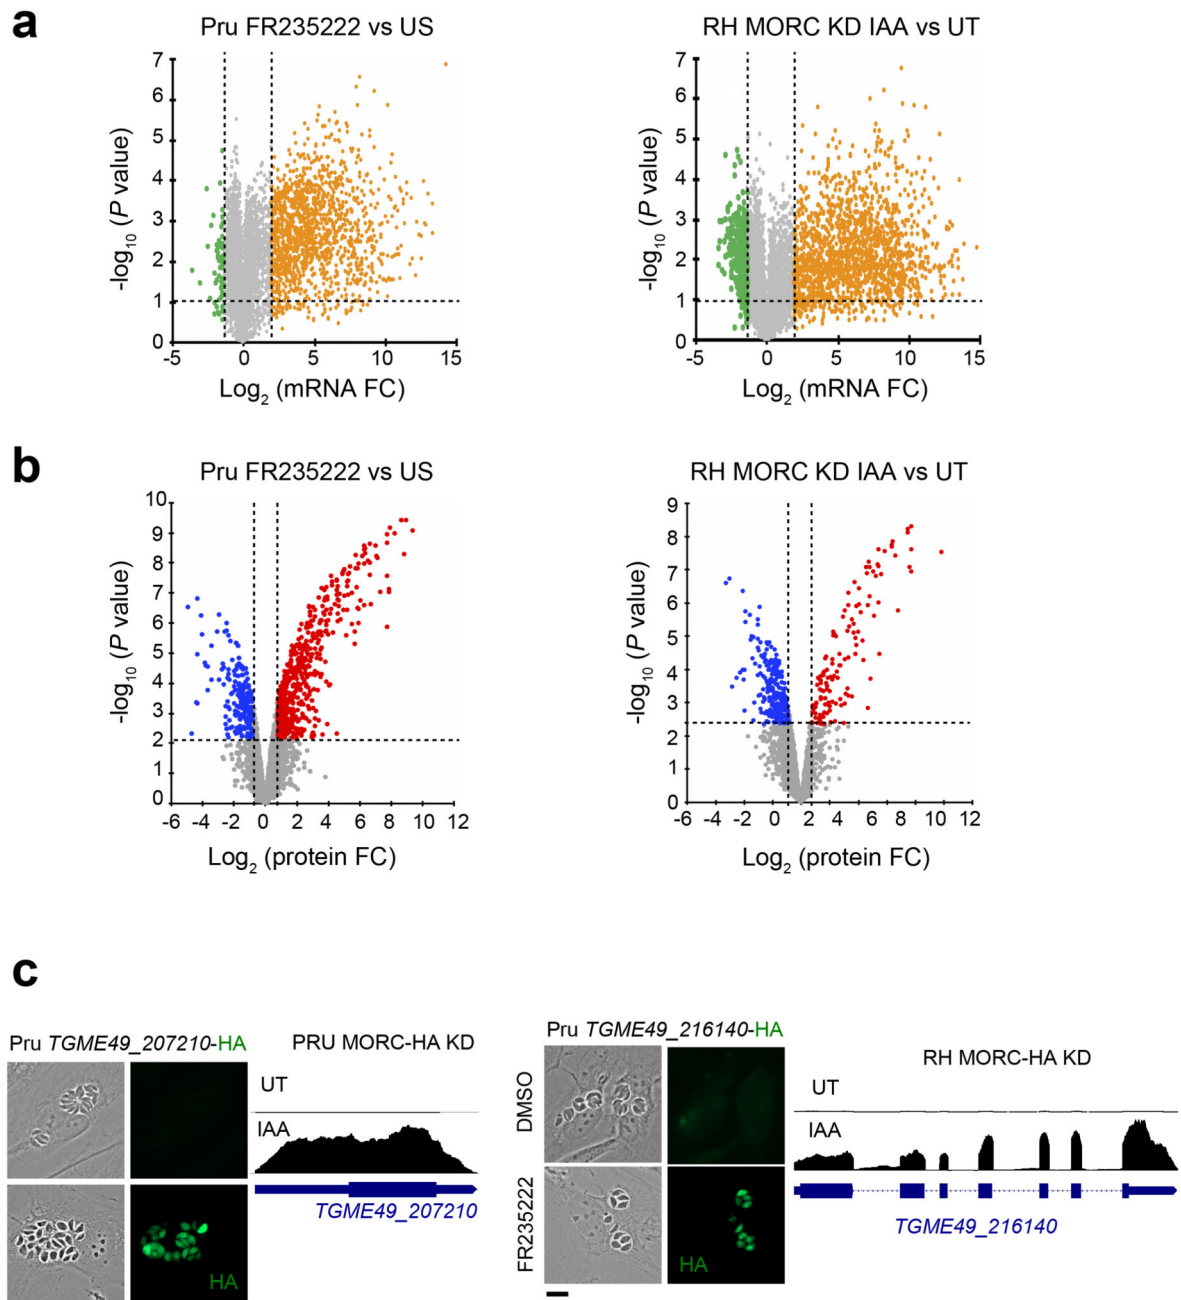 a
Pru FR235222 vs US
RH MORC KD IAA vs UT
7
6
5
4
3
2
1
0
-log10 (P value)
-5 0 5 10 15
Log2 (mRNA FC)
7
6
5
4
3
2
1
0
-log10 (P value)
-5 0 5 10 15
Log2 (mRNA FC)
b
Pru FR235222 vs US
RH MORC KD IAA vs UT
10
9
8
7
6
5
4
3
2
1
0
-log10 (P value)
-6 -4 -2 0 2 4 6 8 10 12
Log2 (protein FC)
9
8
7
6
5
4
3
2
1
0
-log10 (P value)
-6 -4 -2 0 2 4 6 8 10 12
Log2 (protein FC)
c
Pru TGME49_207210-HA
PRU MORC-HA KD
UT
IAA
TGME49_207210
HA
Pru TGME49_216140-HA
RH MORC-HA KD
DMSO
UT
IAA
FR235222
TGME49_216140
HA